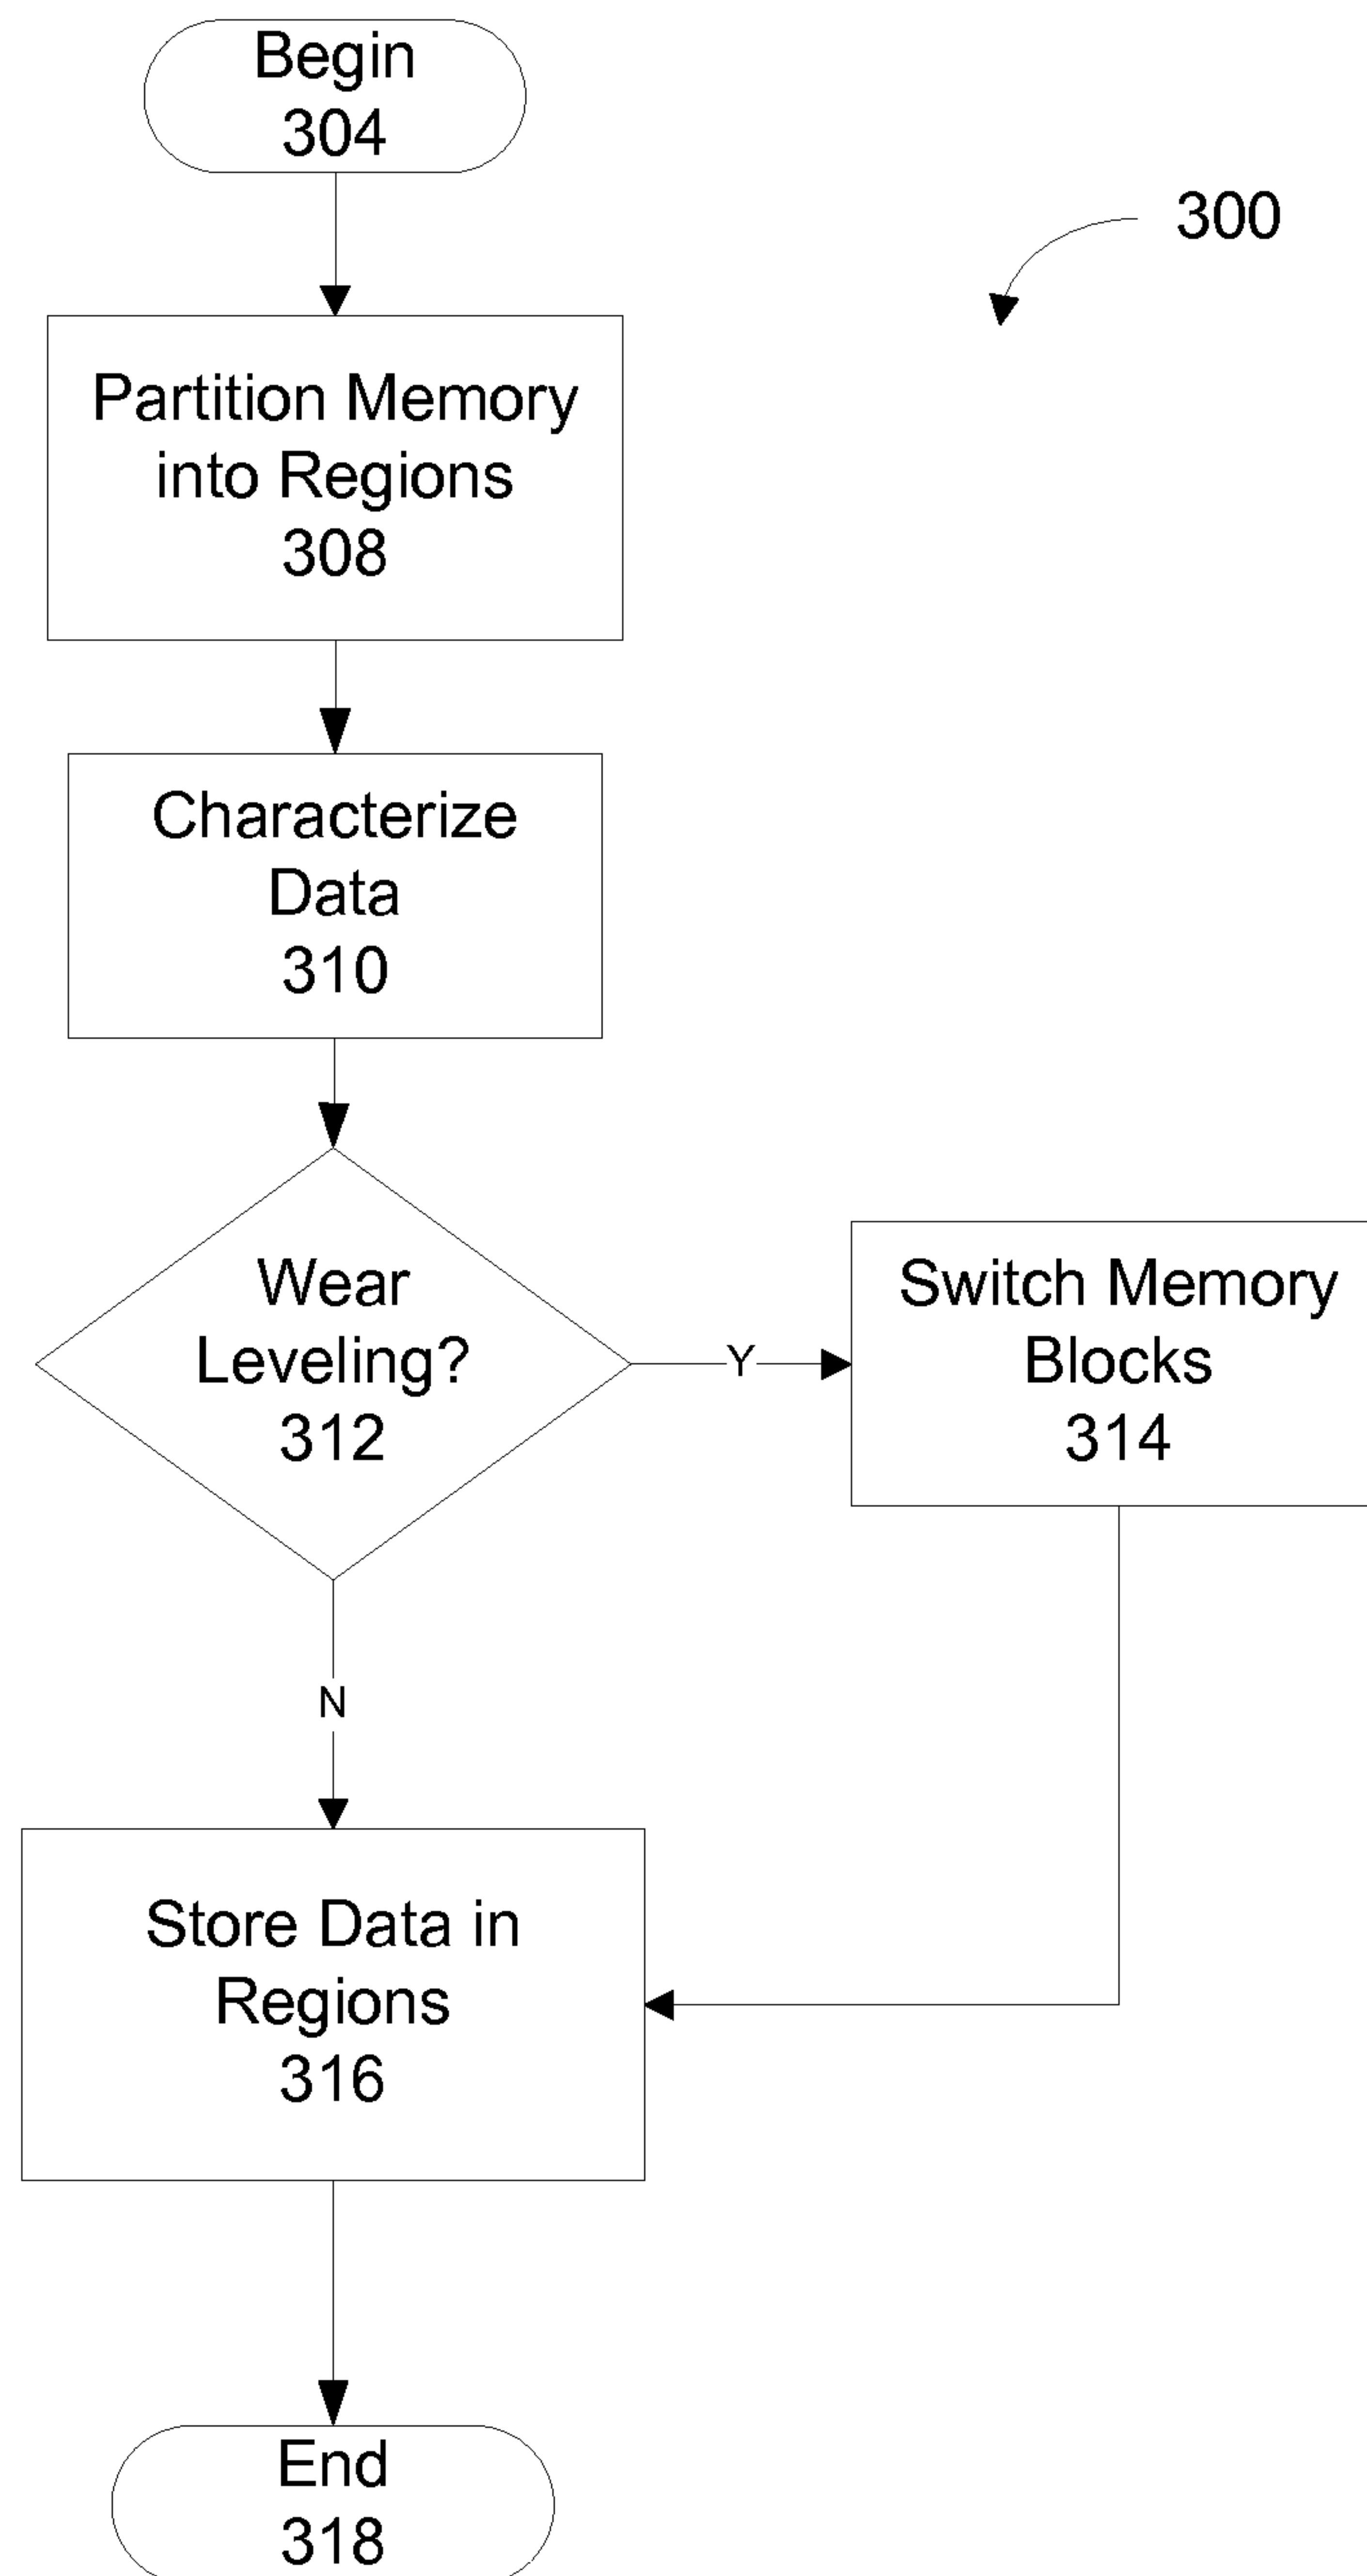 Begin
304
300
Partition Memory
into Regions
308
Characterize
Data
310
Wear
Leveling?
312
Y
Switch Memory
Blocks
314
N
Store Data in
Regions
316
End
318